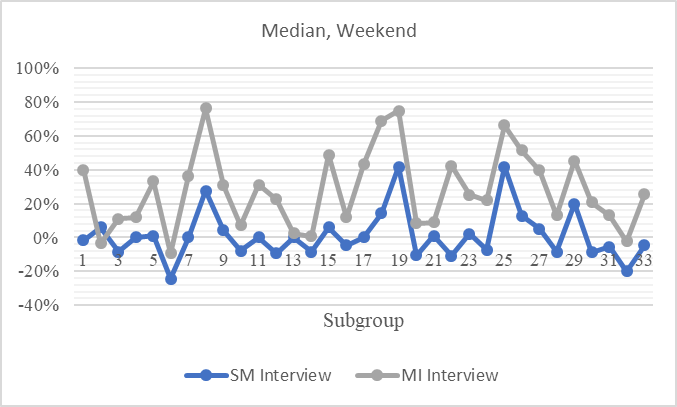 Median, Weekend
100%
80%
60%
40%
20%
0%
-20%
-40%
1 3 5 7 9 11 13 15 17 19 21 23 25 27 29 31 33
Subgroup
SM Interview MI Interview